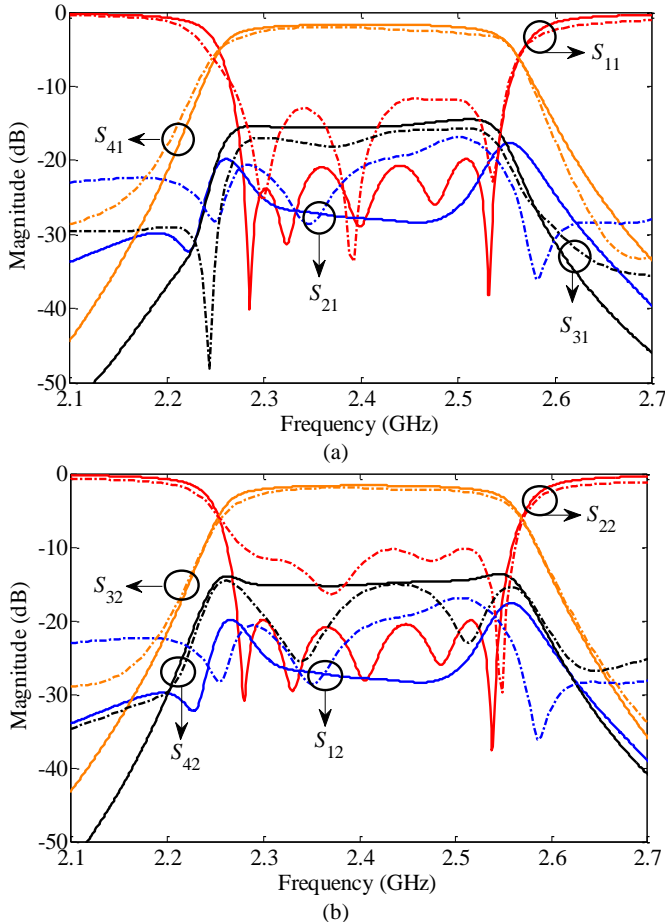 0
-10
-20
-30
-40
-50
Magnitude (dB)
S11
S41
S21
S31
2.1 2.2 2.3 2.4 2.5 2.6 2.7
Frequency (GHz)
(a)
0
-10
-20
-30
-40
-50
Magnitude (dB)
S22
S32
S42
S12
2.1 2.2 2.3 2.4 2.5 2.6 2.7
Frequency (GHz)
(b)